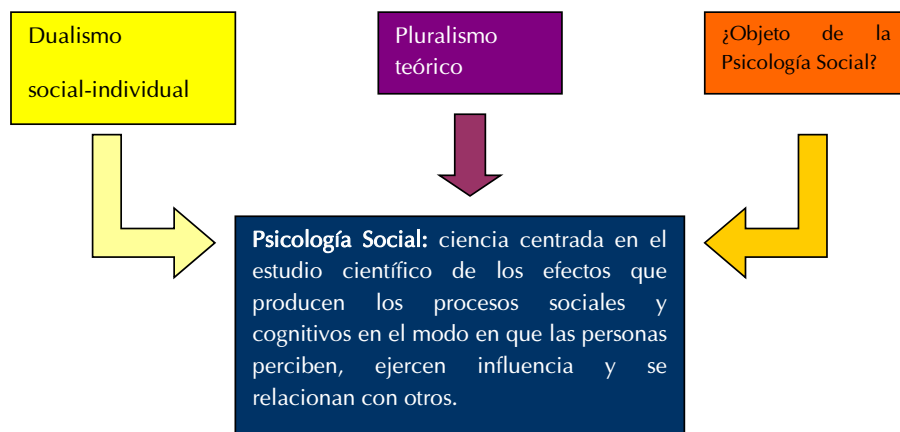 Dualismo
social-individual
Pluralismo
teórico
¿Objeto de la
Psicología Social?
Psicología Social: ciencia centrada en el
estudio científico de los efectos que
producen los procesos sociales y
cognitivos en el modo en que las personas
perciben, ejercen influencia y se
relacionan con otros.